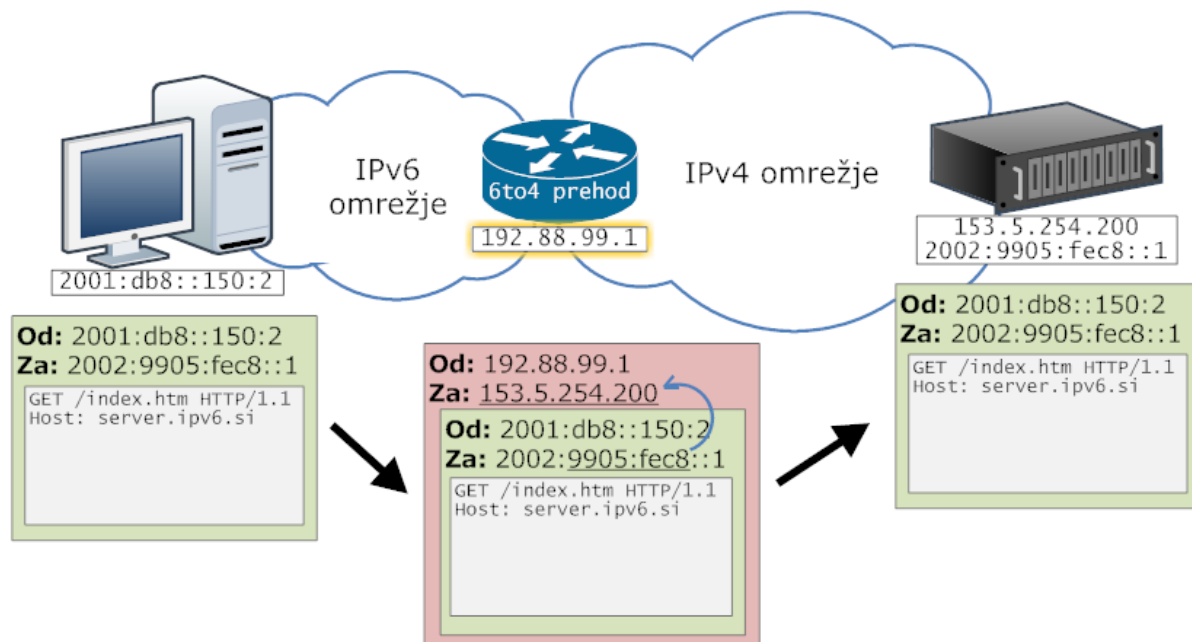 IPv6
omrežje
6to4 prehod
192.88.99.1
IPv4 omrežje
153.5.254.200
2002:9905:fec8::1
2001:db8::150:2
Od: 2001:db8::150:2
Za: 2002:9905:fec8::1
GET /index.htm HTTP/1.1
Host: server.ipv6.si
Od: 192.88.99.1
Za: 153.5.254.200
Od: 2001:db8::150:2
Za: 2002:9905:fec8::1
GET /index.htm HTTP/1.1
Host: server.ipv6.si
Od: 2001:db8::150:2
Za: 2002:9905:fec8::1
GET /index.htm HTTP/1.1
Host: server.ipv6.si